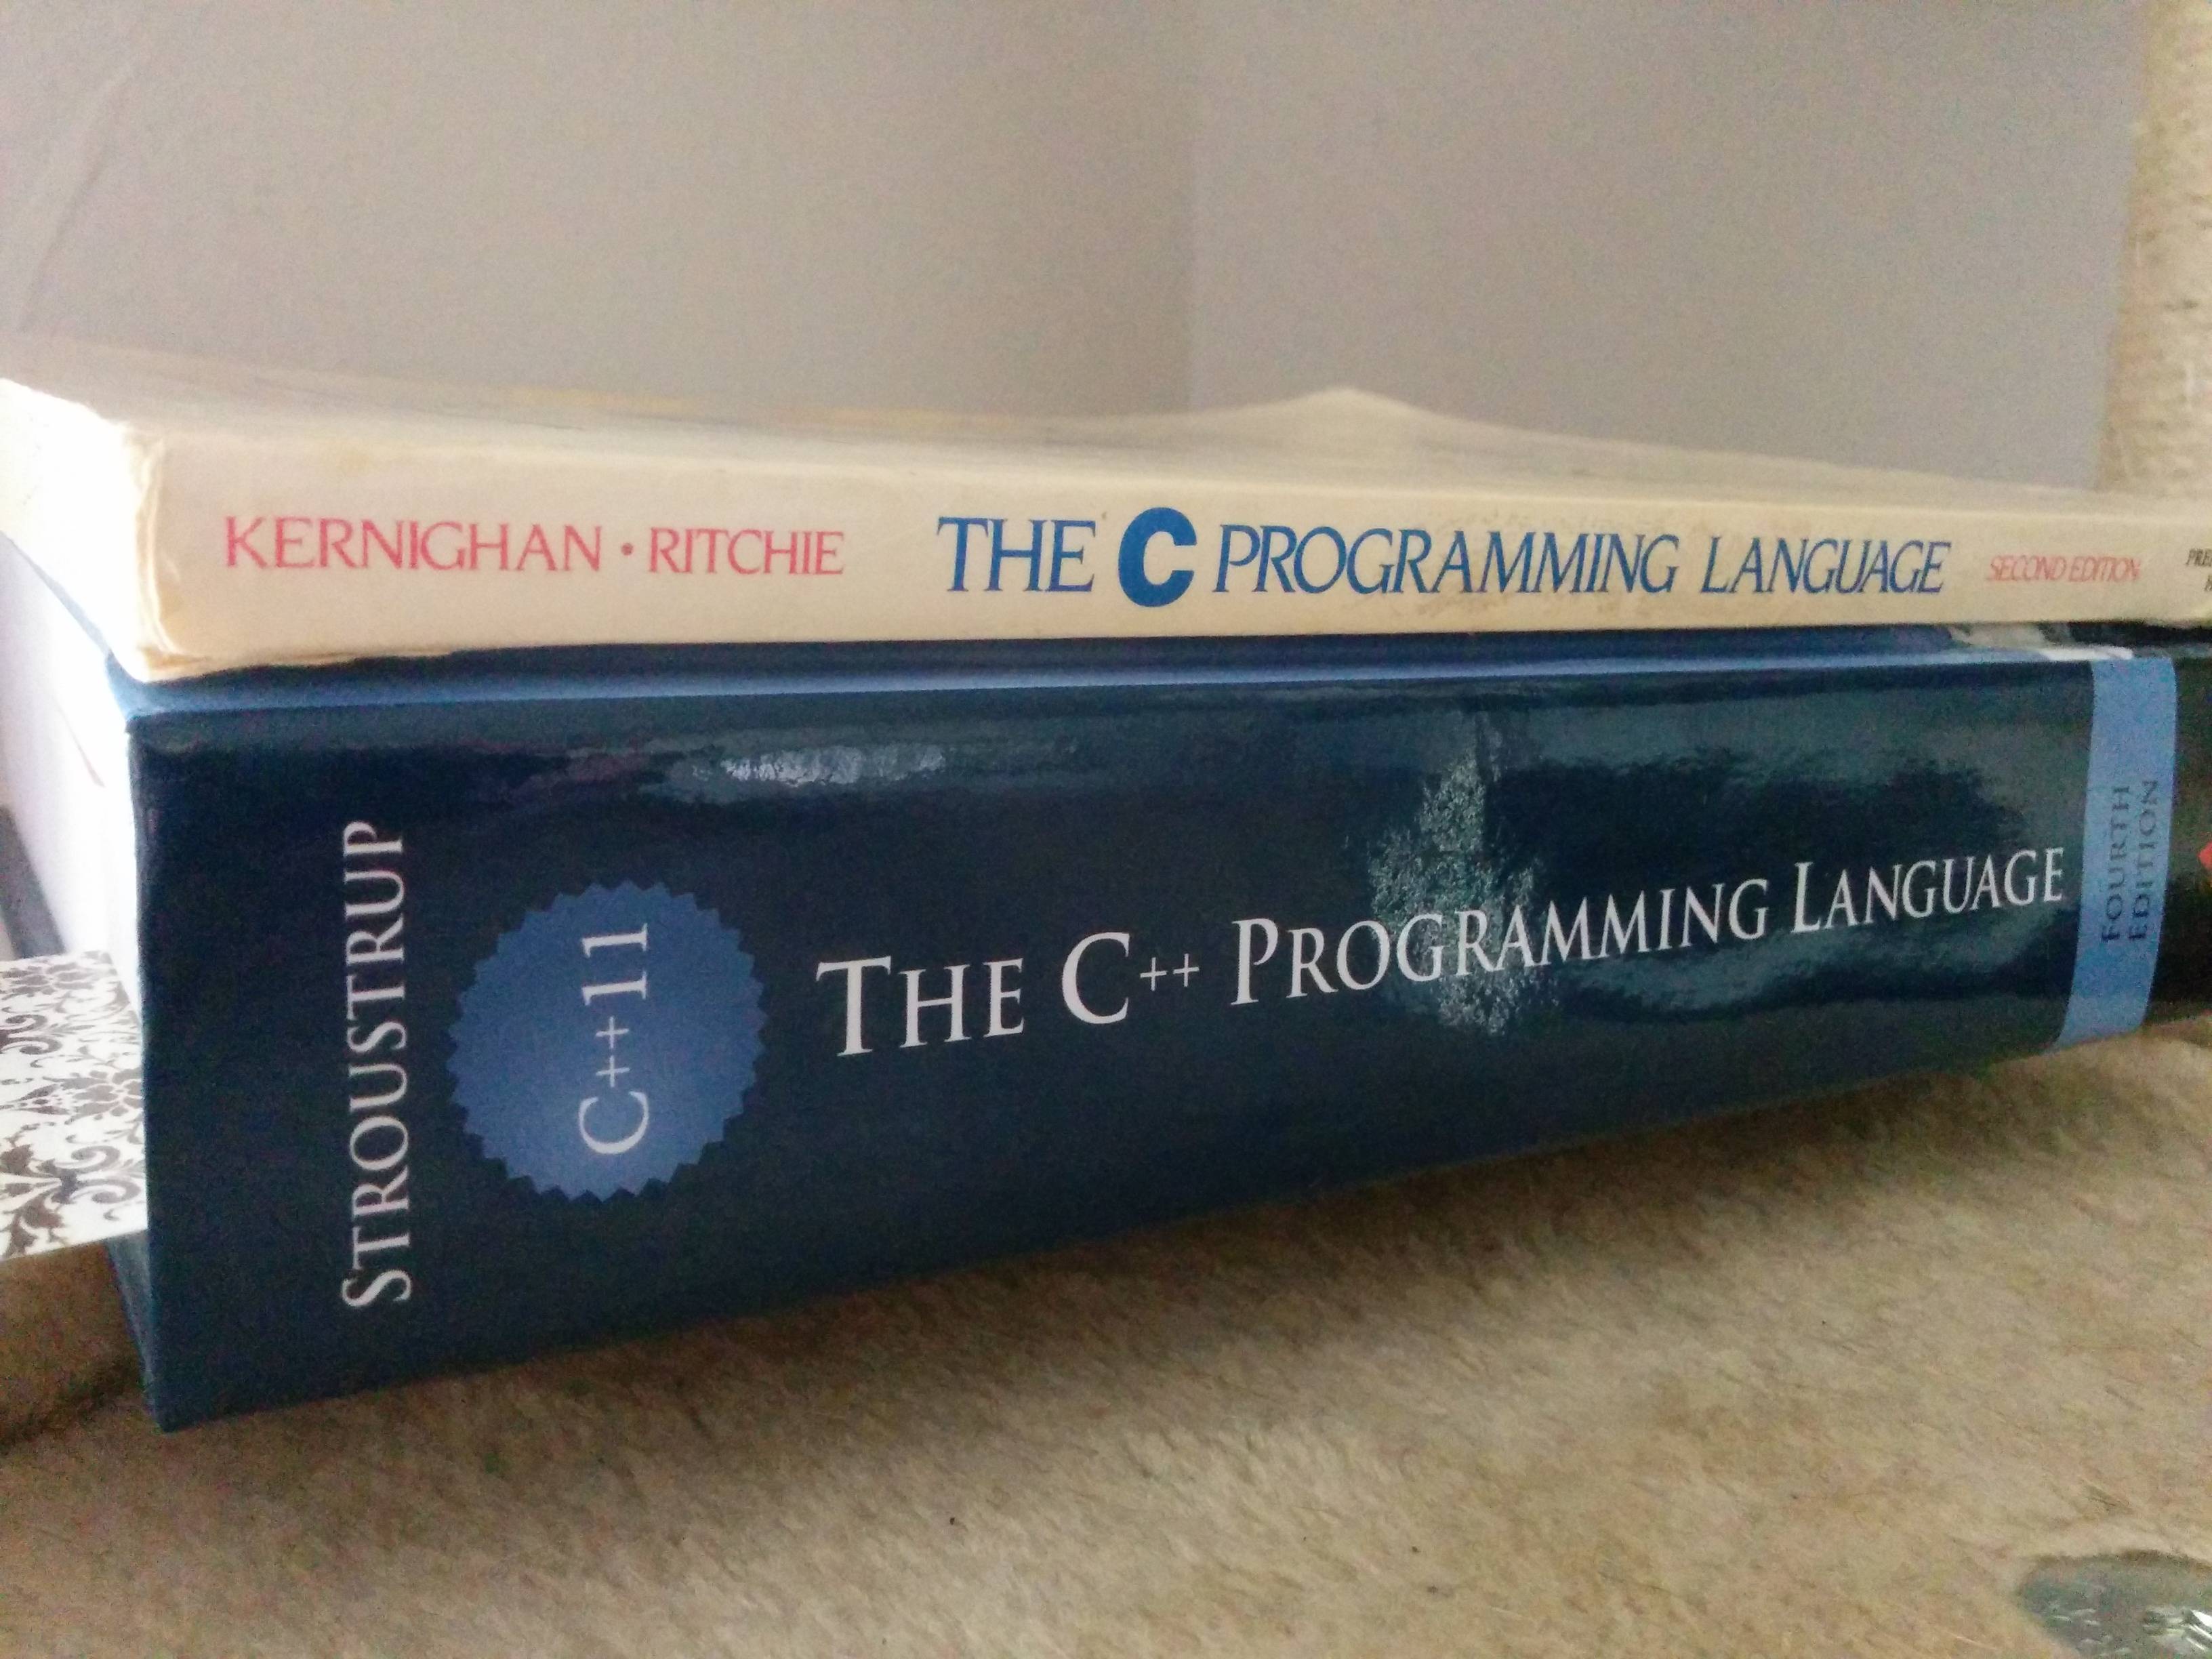 KERNIGHAN • RITCHIE THE C PROGRAMMING LANGUAGE SECOND EDITION
STROUSTRUP
C++11
THE C++ PROGRAMMING LANGUAGE
FOURTH
EDITION